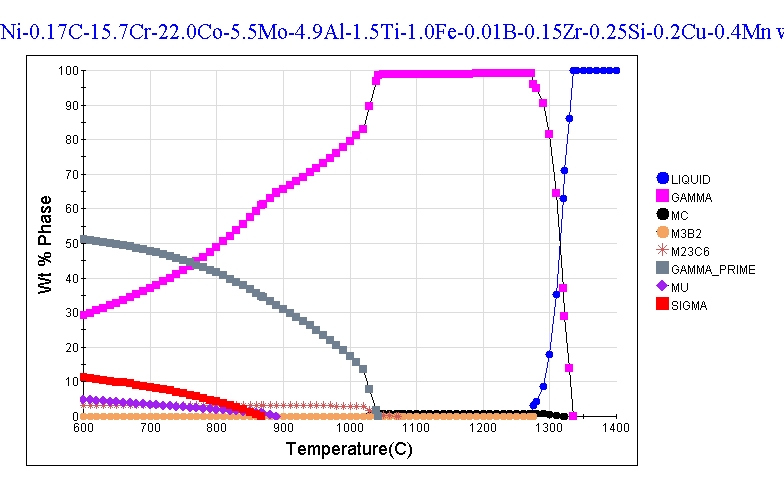 Ni-0.17C-15.7Cr-22.0Co-5.5Mo-4.9Al-1.5Ti-1.0Fe-0.01B-0.15Zr-0.25Si-0.2Cu-0.4Mn w
100
90
80
70
60
50
40
30
20
10
0
Wt % Phase
600 700 800 900 1000 1100 1200 1300 1400
Temperature(C)
LIQUID
GAMMA
MC
M3B2
M23C6
GAMMA_PRIME
MU
SIGMA